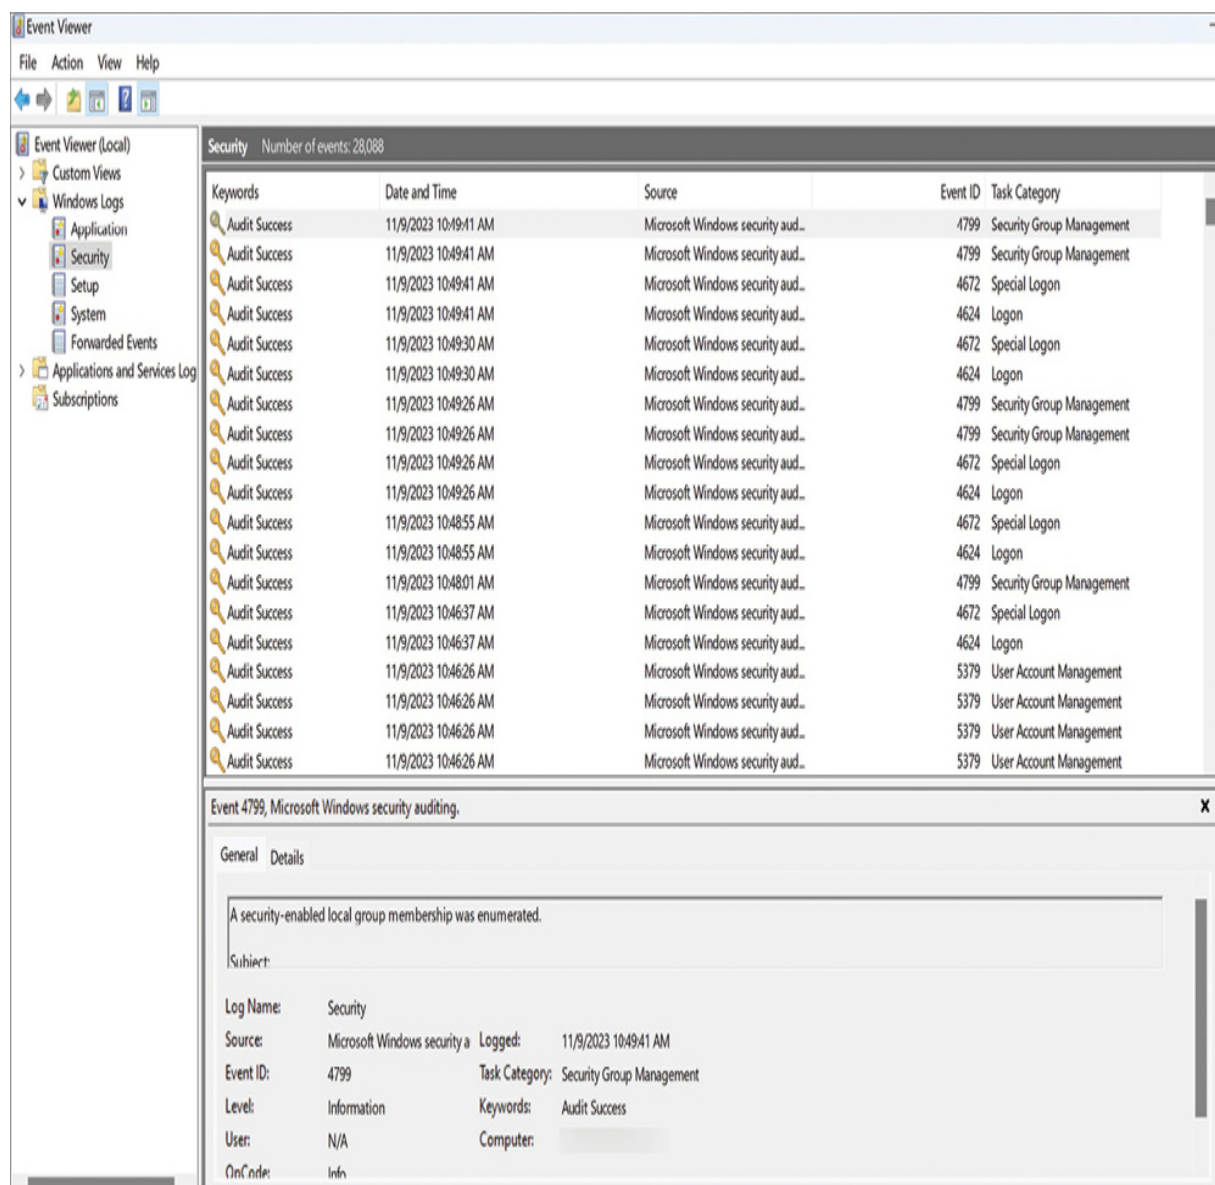 Event Viewer
File Action View Help
Event Viewer (Local)
Custom Views
Windows Logs
Application
Security
Setup
System
Forwarded Events
Applications and Services Log
Subscriptions
Security Number of events: 28,088
Keywords Date and Time Source Event ID Task Category
Audit Success 11/9/2023 10:49:41 AM Microsoft Windows security aud... 4799 Security Group Management
Audit Success 11/9/2023 10:49:41 AM Microsoft Windows security aud... 4799 Security Group Management
Audit Success 11/9/2023 10:49:41 AM Microsoft Windows security aud... 4672 Special Logon
Audit Success 11/9/2023 10:49:41 AM Microsoft Windows security aud... 4624 Logon
Audit Success 11/9/2023 10:49:30 AM Microsoft Windows security aud... 4672 Special Logon
Audit Success 11/9/2023 10:49:30 AM Microsoft Windows security aud... 4624 Logon
Audit Success 11/9/2023 10:49:26 AM Microsoft Windows security aud... 4799 Security Group Management
Audit Success 11/9/2023 10:49:26 AM Microsoft Windows security aud... 4799 Security Group Management
Audit Success 11/9/2023 10:49:26 AM Microsoft Windows security aud... 4672 Special Logon
Audit Success 11/9/2023 10:49:26 AM Microsoft Windows security aud... 4624 Logon
Audit Success 11/9/2023 10:48:55 AM Microsoft Windows security aud... 4672 Special Logon
Audit Success 11/9/2023 10:48:55 AM Microsoft Windows security aud... 4624 Logon
Audit Success 11/9/2023 10:48:01 AM Microsoft Windows security aud... 4799 Security Group Management
Audit Success 11/9/2023 10:46:37 AM Microsoft Windows security aud... 4672 Special Logon
Audit Success 11/9/2023 10:46:37 AM Microsoft Windows security aud... 4624 Logon
Audit Success 11/9/2023 10:46:26 AM Microsoft Windows security aud... 5379 User Account Management
Audit Success 11/9/2023 10:46:26 AM Microsoft Windows security aud... 5379 User Account Management
Audit Success 11/9/2023 10:46:26 AM Microsoft Windows security aud... 5379 User Account Management
Audit Success 11/9/2023 10:46:26 AM Microsoft Windows security aud... 5379 User Account Management
Event 4799, Microsoft Windows security auditing.
General Details
A security-enabled local group membership was enumerated.
Subject:
Log Name: Security
Source: Microsoft Windows security a Logged: 11/9/2023 10:49:41 AM
Event ID: 4799 Task Category: Security Group Management
Level: Information Keywords: Audit Success
User: N/A Computer:
OpCode: Info